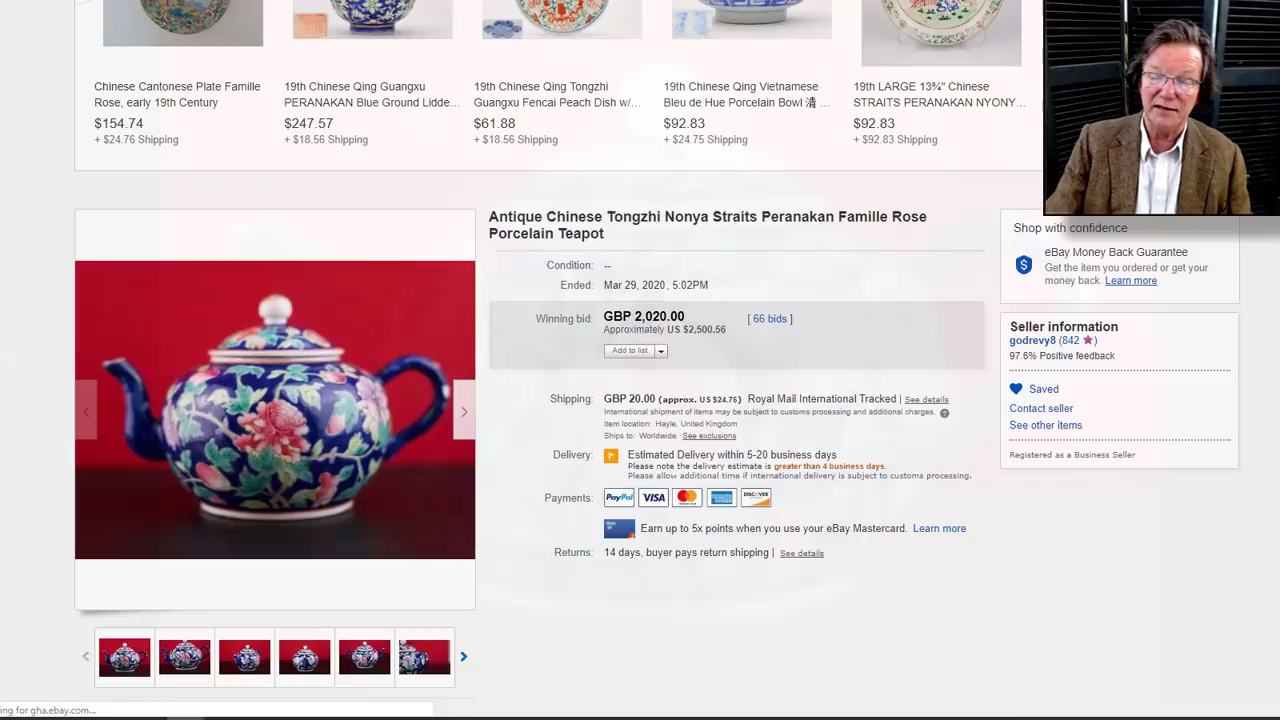 Chinese Cantonese Plate Famille
Rose, early 19th Century
$154.74
+ $24.76 Shipping
19th Chinese Qing Guangxu
PERANAKAN Blue Ground Lidde...
$247.57
+ $18.56 Shipping
19th Chinese Qing Tongzhi
Guangxu Fencai Peach Dish w/...
$61.88
+ $18.56 Shipping
19th Chinese Qing Vietnamese
Bleu de Hue Porcelain Bowl 清 ...
$92.83
+ $24.75 Shipping
19th LARGE 13¾" Chinese
STRAITS PERANAKAN NYONY...
$92.83
+ $92.83 Shipping
Antique Chinese Tongzhi Nonya Straits Peranakan Famille Rose
Porcelain Teapot
Condition: --
Ended: Mar 29, 2020 , 5:02PM
Winning bid: GBP 2,020.00 [ 66 bids ]
Approximately US $2,500.56
Add to list
Shipping: GBP 20.00 (approx. US $24.76) Royal Mail International Tracked | See details
International shipment of items may be subject to customs processing and additional charges. ?
Item location: Hayle, United Kingdom
Ships to: Worldwide See exclusions
Delivery: Estimated Delivery within 5-20 business days
Please note the delivery estimate is greater than 4 business days.
Please allow additional time if international delivery is subject to customs processing.
Payments: PayPal VISA MasterCard AMERICAN EXPRESS DISCOVER
Earn up to 5x points when you use your eBay Mastercard. Learn more
Returns: 14 days, buyer pays return shipping | See details
Shop with confidence
eBay Money Back Guarantee
Get the item you ordered or get your
money back. Learn more
Seller information
godrevy8 (842 )
97.6% Positive feedback
Saved
Contact seller
See other items
Registered as a Business Seller
ing for gha.ebay.com...